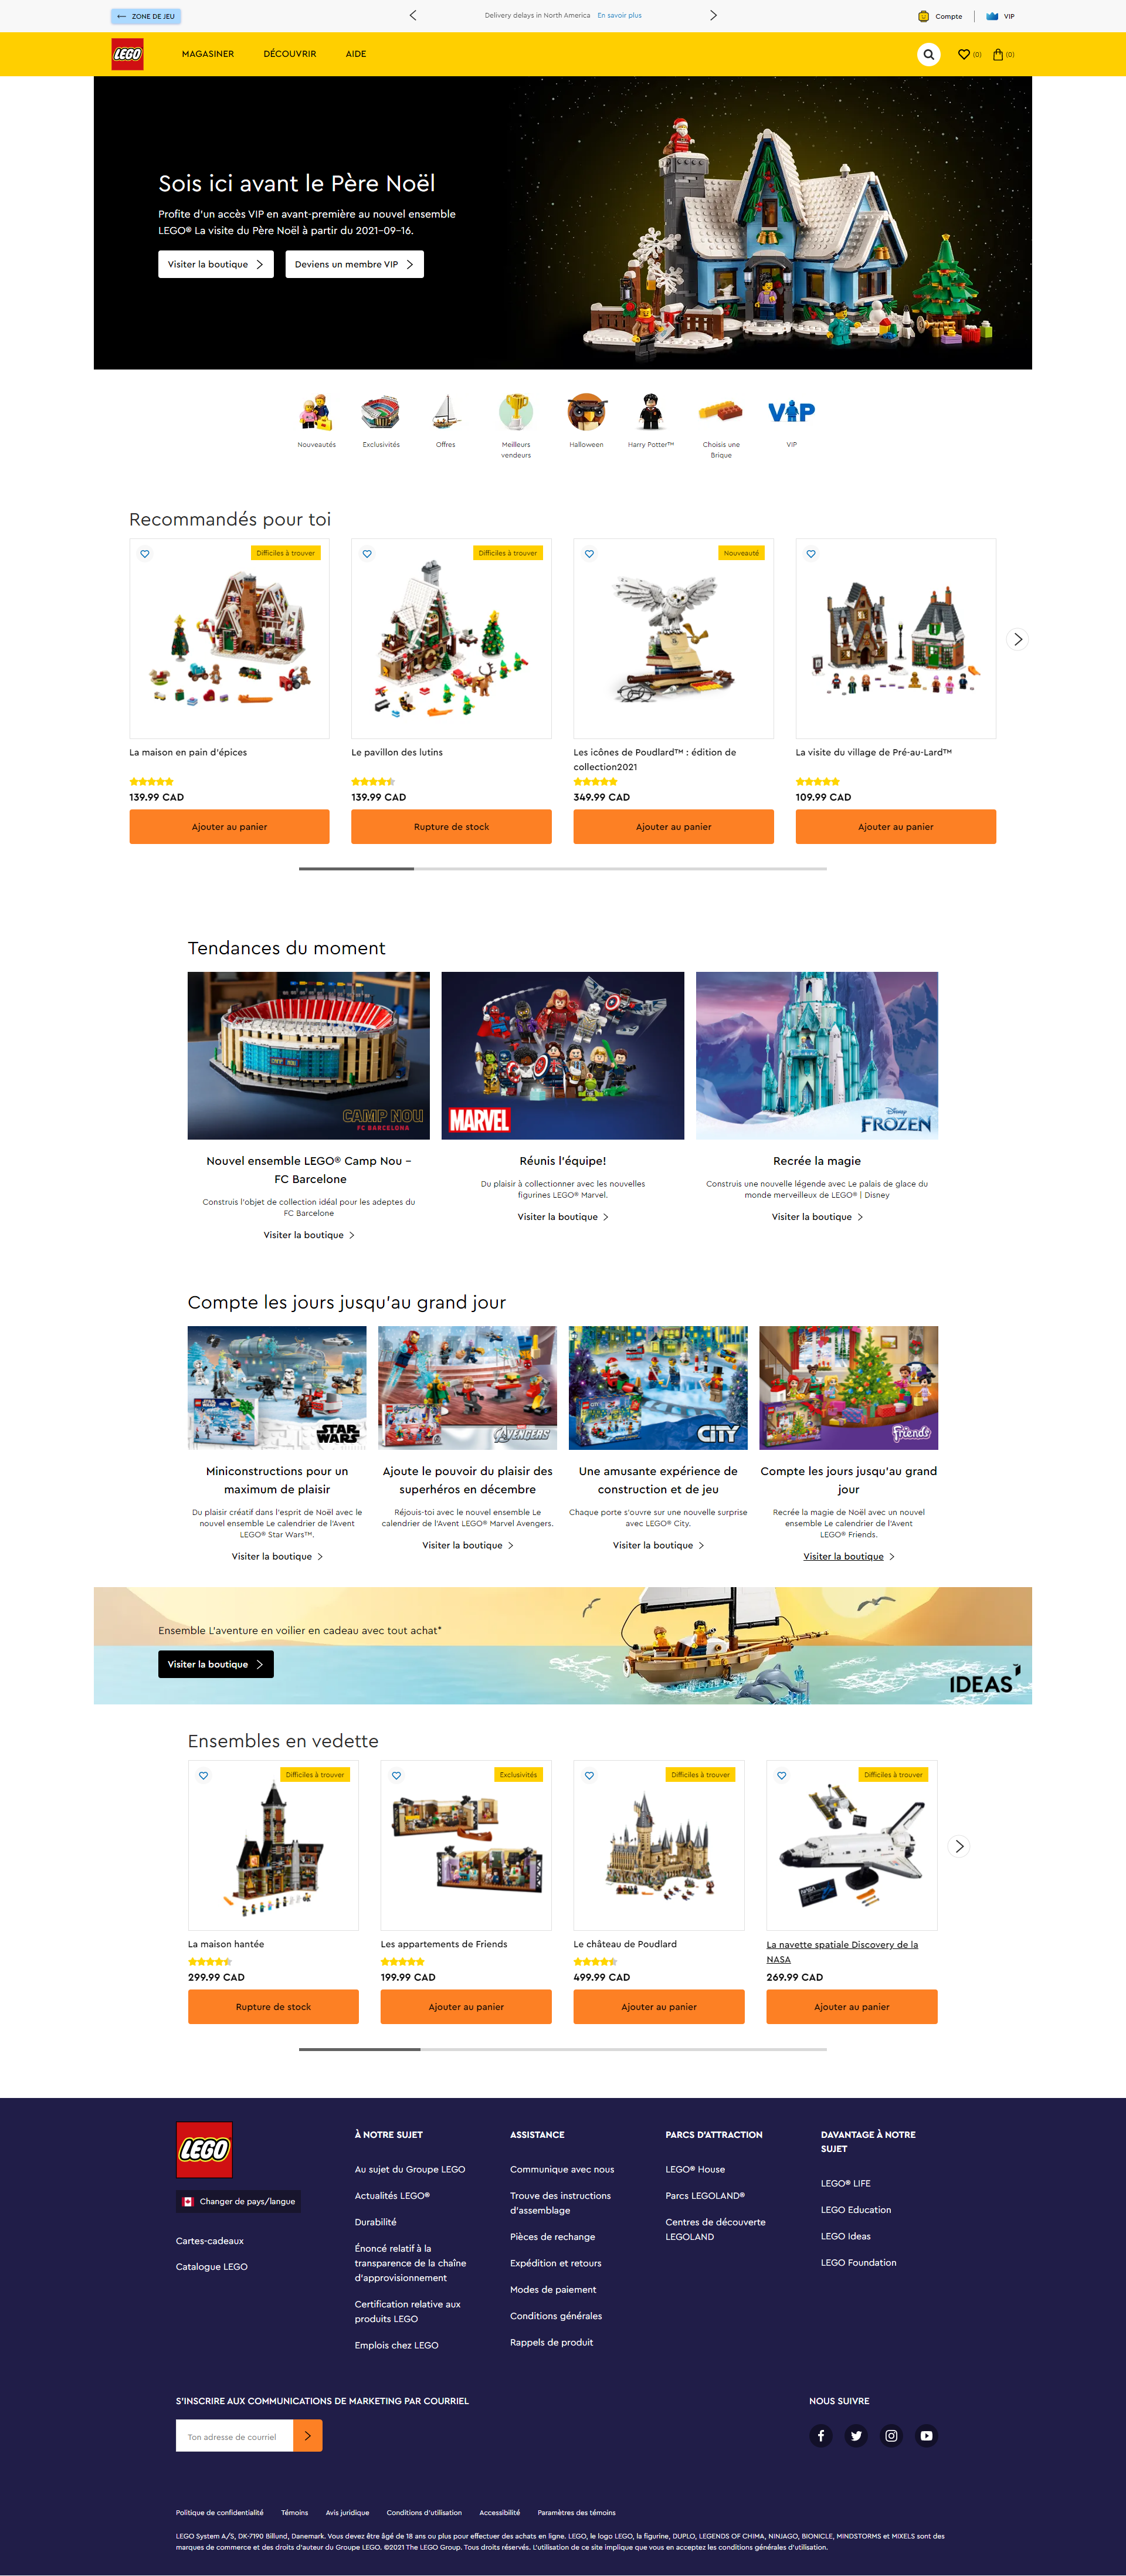 ZONE DE JEU
Delivery delays in North America En savoir plus
Compte
VIP
LEGO
MAGASINER
DÉCOUVRIR
AIDE
(0)
(0)
Sois ici avant le Père Noël
Profite d'un accès VIP en avant-première au nouvel ensemble
LEGO® La visite du Père Noël à partir du 2021-09-16.
Visiter la boutique
Deviens un membre VIP
VIP
Nouveautés
Exclusivités
Offres
Meilleurs
vendeurs
Halloween
Harry Potter™
Choisis une
Brique
VIP
Recommandés pour toi
Difficiles à trouver
Difficiles à trouver
Nouveauté
La maison en pain d'épices
Le pavillon des lutins
Les icônes de Poudlard™ : édition de
collection2021
La visite du village de Pré-au-Lard™
139.99 CAD
139.99 CAD
349.99 CAD
109.99 CAD
Ajouter au panier
Rupture de stock
Ajouter au panier
Ajouter au panier
Tendances du moment
CAMP NOU
FC BARCELONA
MARVEL
Disney
FROZEN
Nouvel ensemble LEGO® Camp Nou –
FC Barcelone
Construis l'objet de collection idéal pour les adeptes du
FC Barcelone
Visiter la boutique
Réunis l'équipe!
Du plaisir à collectionner avec les nouvelles
figurines LEGO® Marvel.
Visiter la boutique
Recrée la magie
Construis une nouvelle légende avec Le palais de glace du
monde merveilleux de LEGO® | Disney
Visiter la boutique
Compte les jours jusqu'au grand jour
STAR
WARS
AVENGERS
CITY
Friends
Miniconstructions pour un
maximum de plaisir
Du plaisir créatif dans l'esprit de Noël avec le
nouvel ensemble Le calendrier de l'Avent
LEGO® Star Wars™.
Visiter la boutique
Ajoute le pouvoir du plaisir des
superhéros en décembre
Réjouis-toi avec le nouvel ensemble Le
calendrier de l'Avent LEGO® Marvel Avengers.
Visiter la boutique
Une amusante expérience de
construction et de jeu
Chaque porte s'ouvre sur une nouvelle surprise
avec LEGO® City.
Visiter la boutique
Compte les jours jusqu'au grand
jour
Recrée la magie de Noël avec un nouvel
ensemble Le calendrier de l'Avent
LEGO® Friends.
Visiter la boutique
Ensemble L'aventure en voilier en cadeau avec tout achat*
Visiter la boutique
IDEAS
Ensembles en vedette
Difficiles à trouver
Exclusivités
Difficiles à trouver
Difficiles à trouver
La maison hantée
Les appartements de Friends
Le château de Poudlard
La navette spatiale Discovery de la
NASA
299.99 CAD
199.99 CAD
499.99 CAD
269.99 CAD
Rupture de stock
Ajouter au panier
Ajouter au panier
Ajouter au panier
LEGO
Changer de pays/langue
Cartes-cadeaux
Catalogue LEGO
À NOTRE SUJET
Au sujet du Groupe LEGO
Actualités LEGO®
Durabilité
Énoncé relatif à la
transparence de la chaîne
d'approvisionnement
Certification relative aux
produits LEGO
Emplois chez LEGO
ASSISTANCE
Communique avec nous
Trouve des instructions
d'assemblage
Pièces de rechange
Expédition et retours
Modes de paiement
Conditions générales
Rappels de produit
PARCS D'ATTRACTION
LEGO® House
Parcs LEGOLAND®
Centres de découverte
LEGOLAND
DAVANTAGE À NOTRE
SUJET
LEGO® LIFE
LEGO Education
LEGO Ideas
LEGO Foundation
S'INSCRIRE AUX COMMUNICATIONS DE MARKETING PAR COURRIEL
Ton adresse de courriel
NOUS SUIVRE
Politique de confidentialité
Témoins
Avis juridique
Conditions d'utilisation
Accessibilité
Paramètres des témoins
LEGO System A/S, DK-7190 Billund, Danemark. Vous devez être âgé de 18 ans ou plus pour effectuer des achats en ligne. LEGO, le logo LEGO, la figurine, DUPLO, LEGENDS OF CHIMA, NINJAGO, BIONICLE, MINDSTORMS et MIXELS sont des
marques de commerce et des droits d'auteur du Groupe LEGO. ©2021 The LEGO Group. Tous droits réservés. L'utilisation de ce site implique que vous en acceptez les conditions générales d'utilisation.